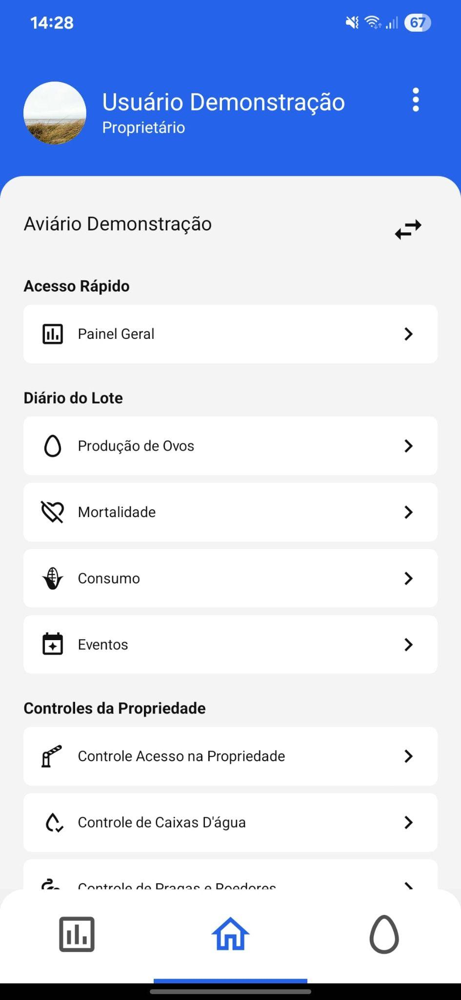 14:28
67
Usuário Demonstração
Proprietário
Aviário Demonstração
Acesso Rápido
Painel Geral
Diário do Lote
Produção de Ovos
Mortalidade
Consumo
Eventos
Controles da Propriedade
Controle Acesso na Propriedade
Controle de Caixas D'água
Controle de Pragas e Roedores